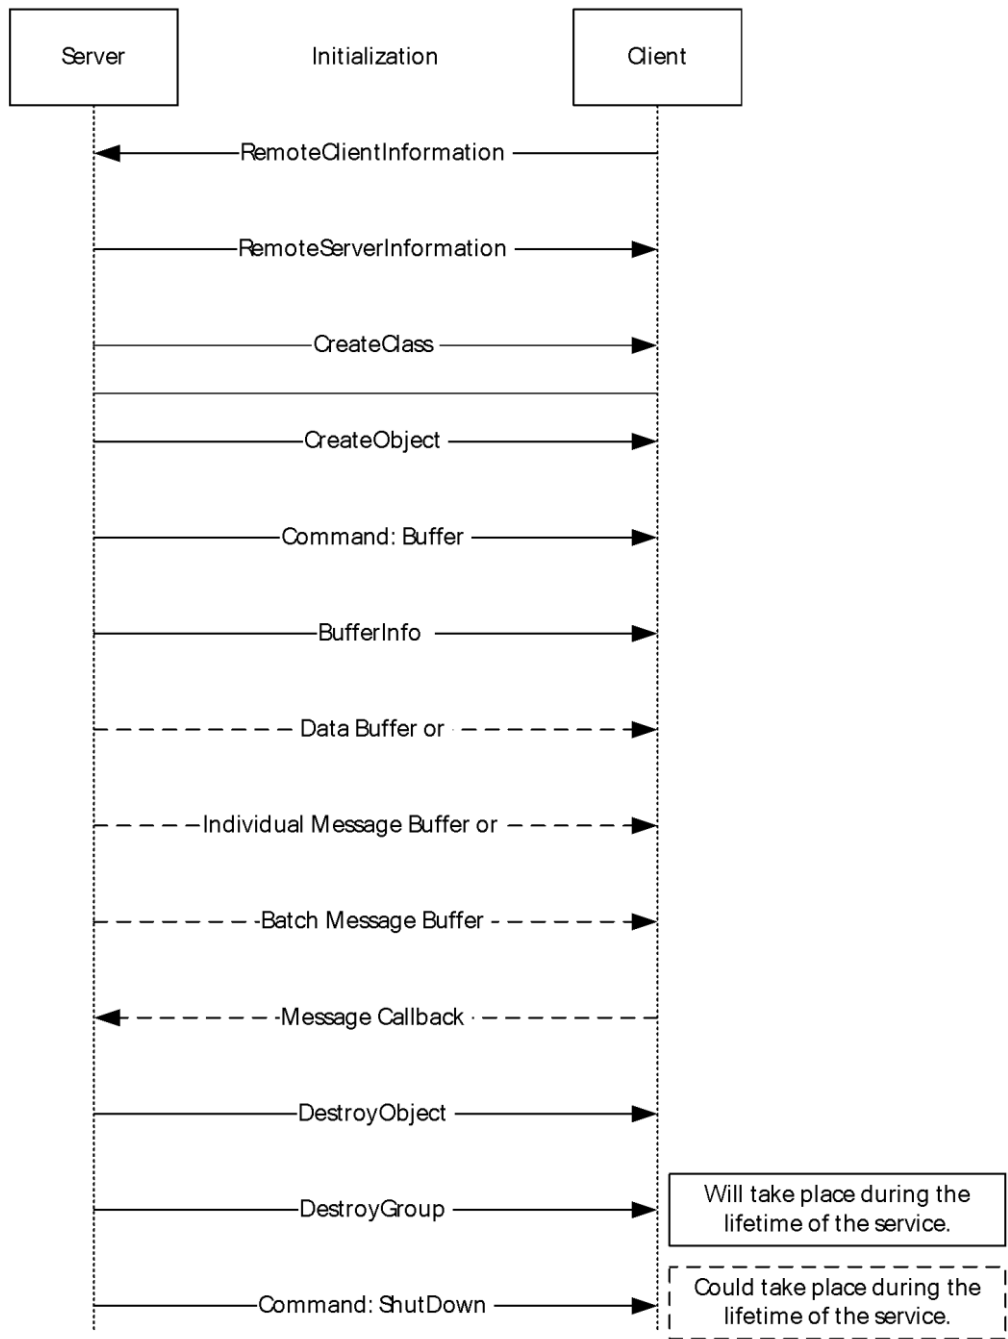 Server
Initialization
Client
RemoteClientInformation
RemoteServerInformation
CreateClass
CreateObject
Command: Buffer
BufferInfo
Data Buffer or
Individual Message Buffer or
Batch Message Buffer
Message Callback
DestroyObject
DestroyGroup
Will take place during the
lifetime of the service.
Command: ShutDown
Could take place during the
lifetime of the service.